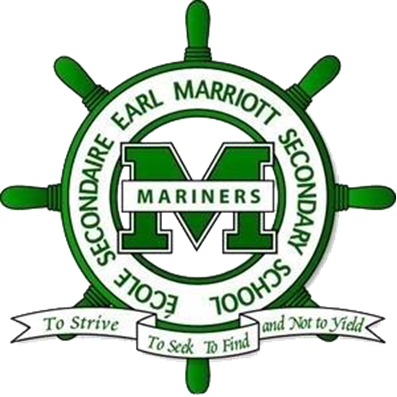 ÉCOLE SECONDAIRE EARL MARRIOTT SECONDARY SCHOOL
M
MARINERS
To Strive To Seek To Find and Not to Yield